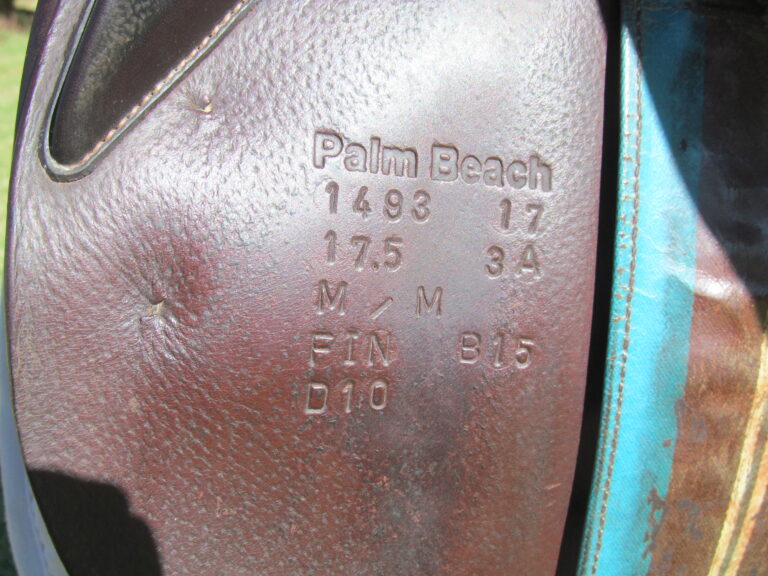 Palm Beach
1493 17
17.5 3A
M / M
FIN B15
D10